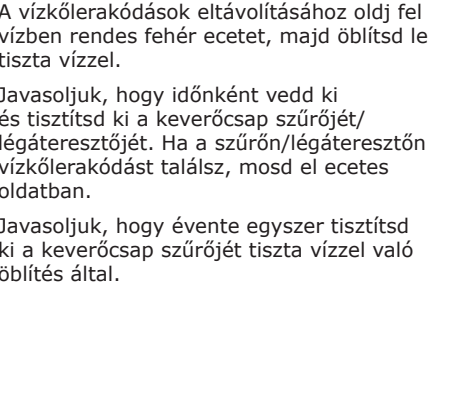 A vízkőlerakódások eltávolításához oldj fel
vízben rendes fehér ecetet, majd öblítsd le
tiszta vízzel.
Javasoljuk, hogy időnként vedd ki
és tisztítsd ki a keverőcsap szűrőjét/
légáteresztőjét. Ha a szűrőn/légáteresztőn
vízkőlerakódást találsz, mosd el ecetes
oldatban.
Javasoljuk, hogy évente egyszer tisztítsd
ki a keverőcsap szűrőjét tiszta vízzel való
öblítés által.